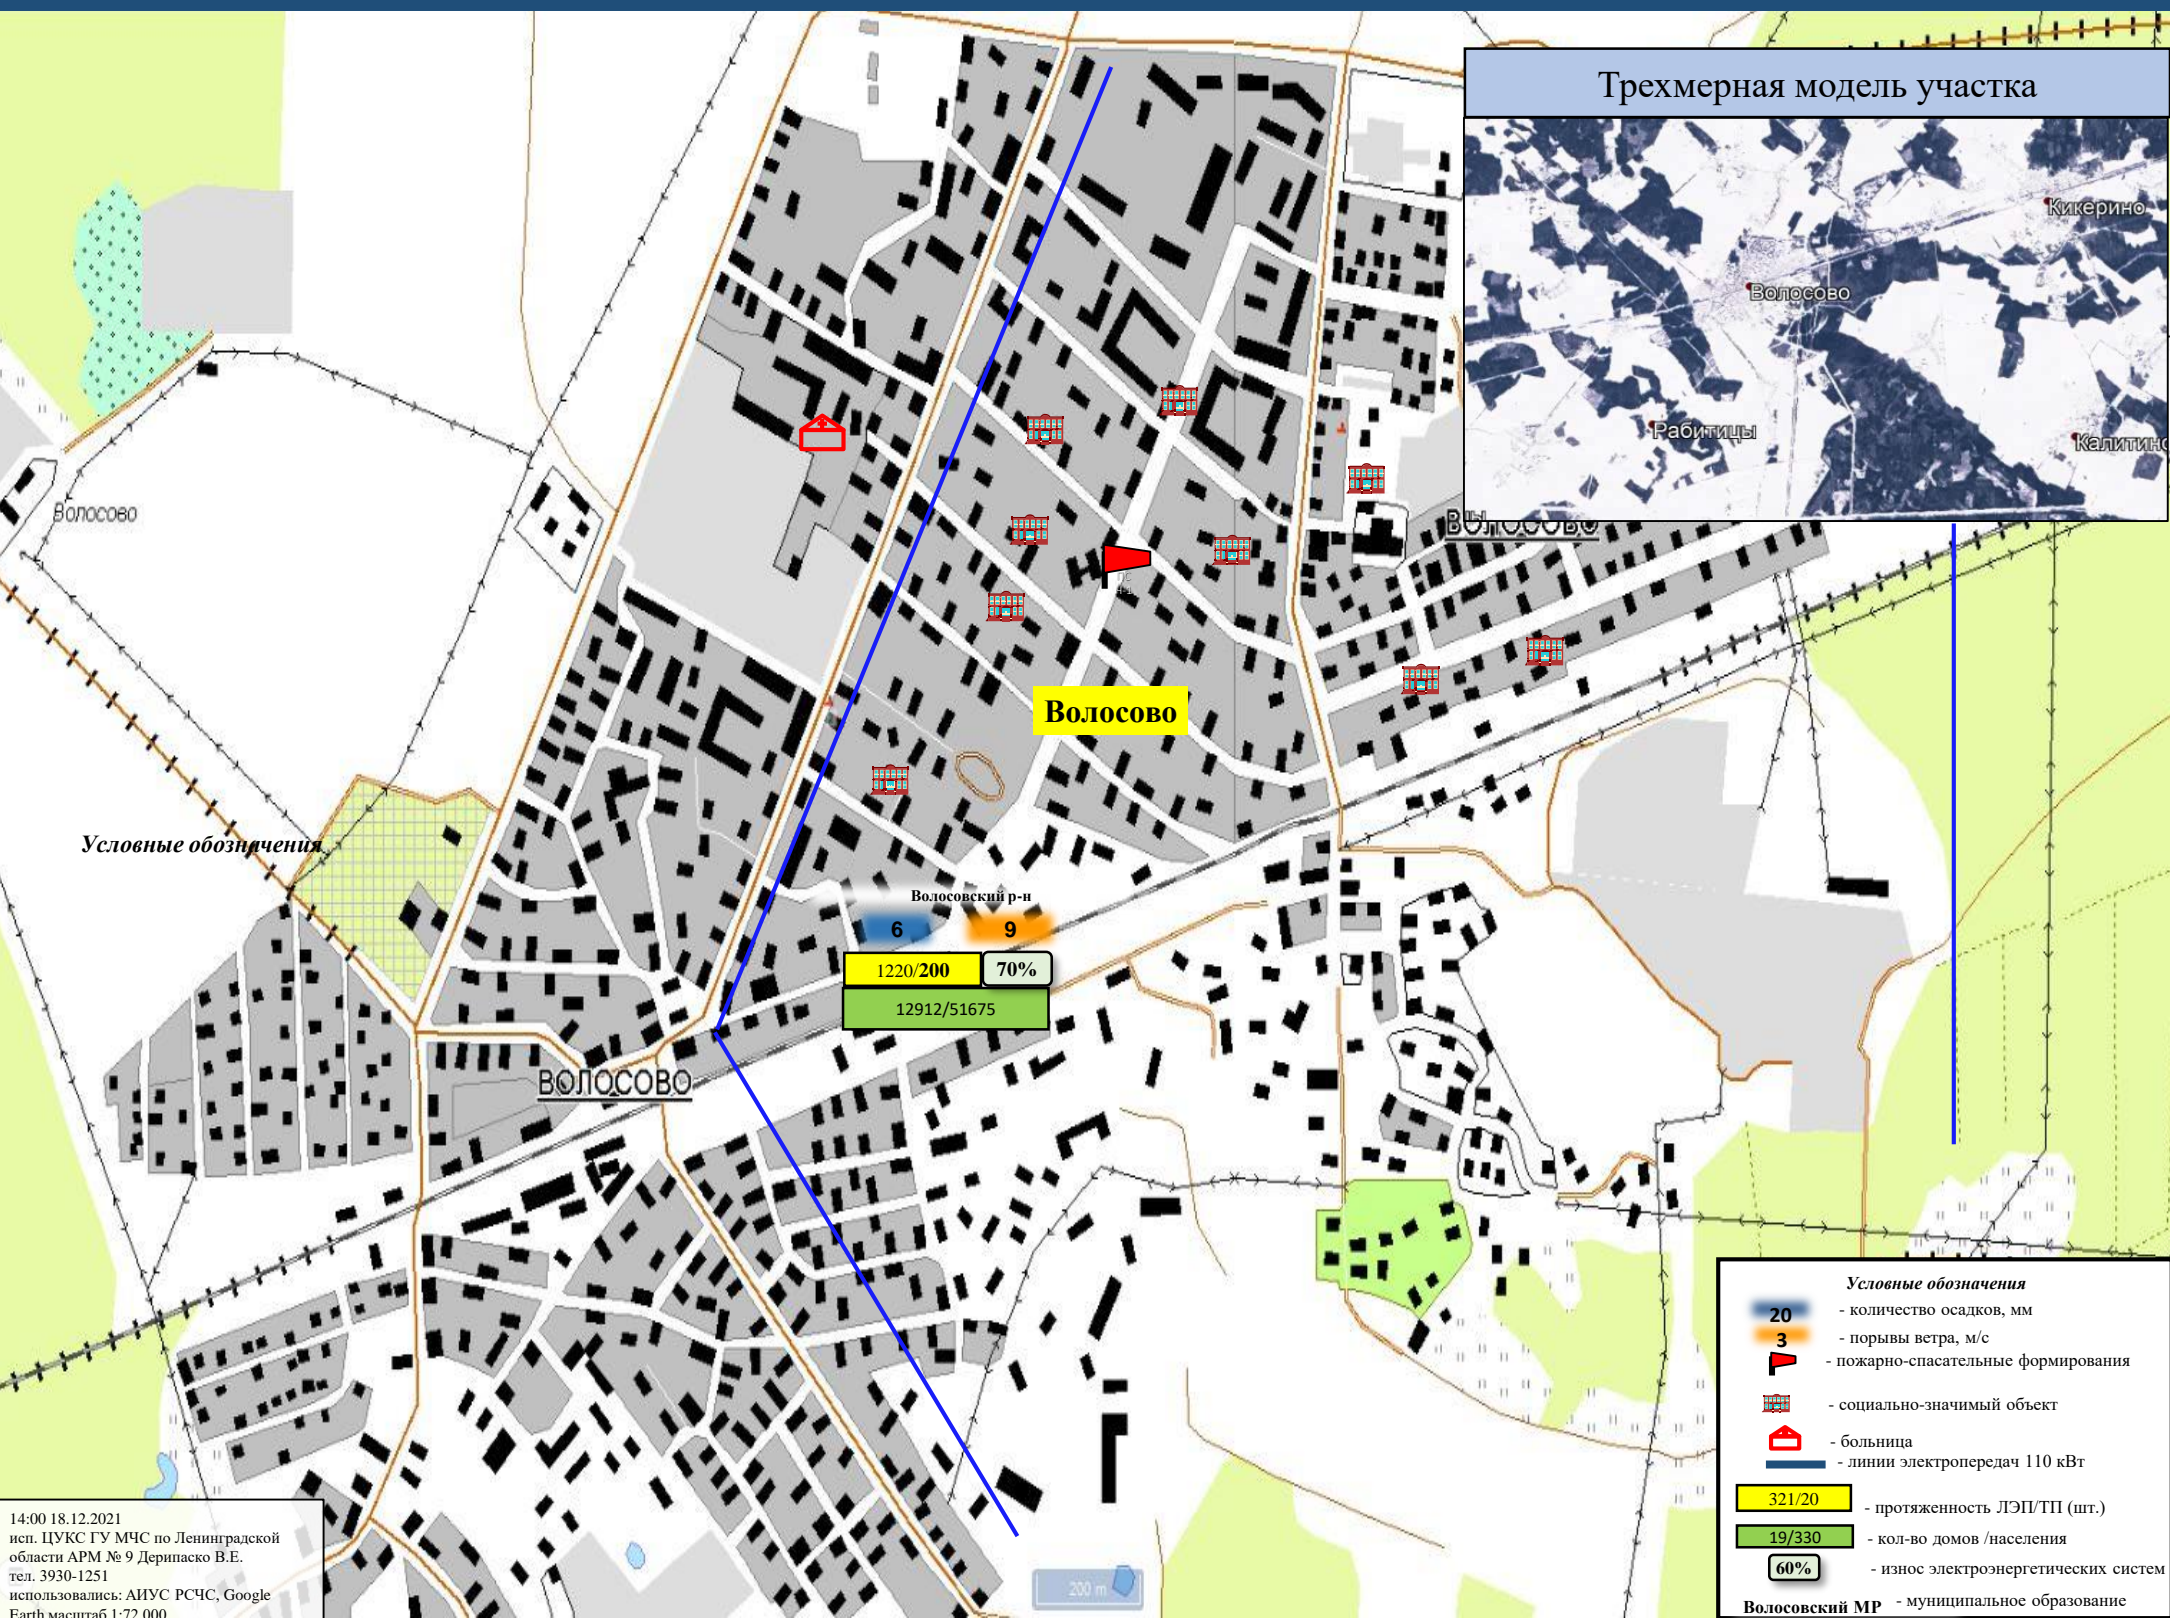 Трехмерная модель участка
Кикерино
Волосово
Рабитицы
Калитино
Волосово
ВОЛОСОВО
ПС
Волосово
Условные обозначения
Волосовский р-н
6
9
1220/200
70%
12912/51675
ВОЛОСОВО
200 m
14:00 18.12.2021
исп. ЦУКС ГУ МЧС по Ленинградской
области АРМ № 9 Дерипаско В.Е.
тел. 3930-1251
использовались: АИУС РСЧС, Google
Earth масштаб 1:72 000
Условные обозначения
20 - количество осадков, мм
3 - порывы ветра, м/с
- пожарно-спасательные формирования
- социально-значимый объект
- больница
- линии электропередач 110 кВт
321/20 - протяженность ЛЭП/ТП (шт.)
19/330 - кол-во домов /населения
60% - износ электроэнергетических систем
Волосовский МР - муниципальное образование